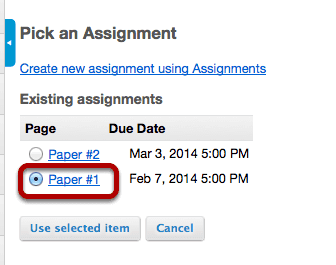 Pick an Assignment
Create new assignment using Assignments
Existing assignments
Page Due Date
Paper #2 Mar 3, 2014 5:00 PM
Paper #1 Feb 7, 2014 5:00 PM
Use selected item Cancel